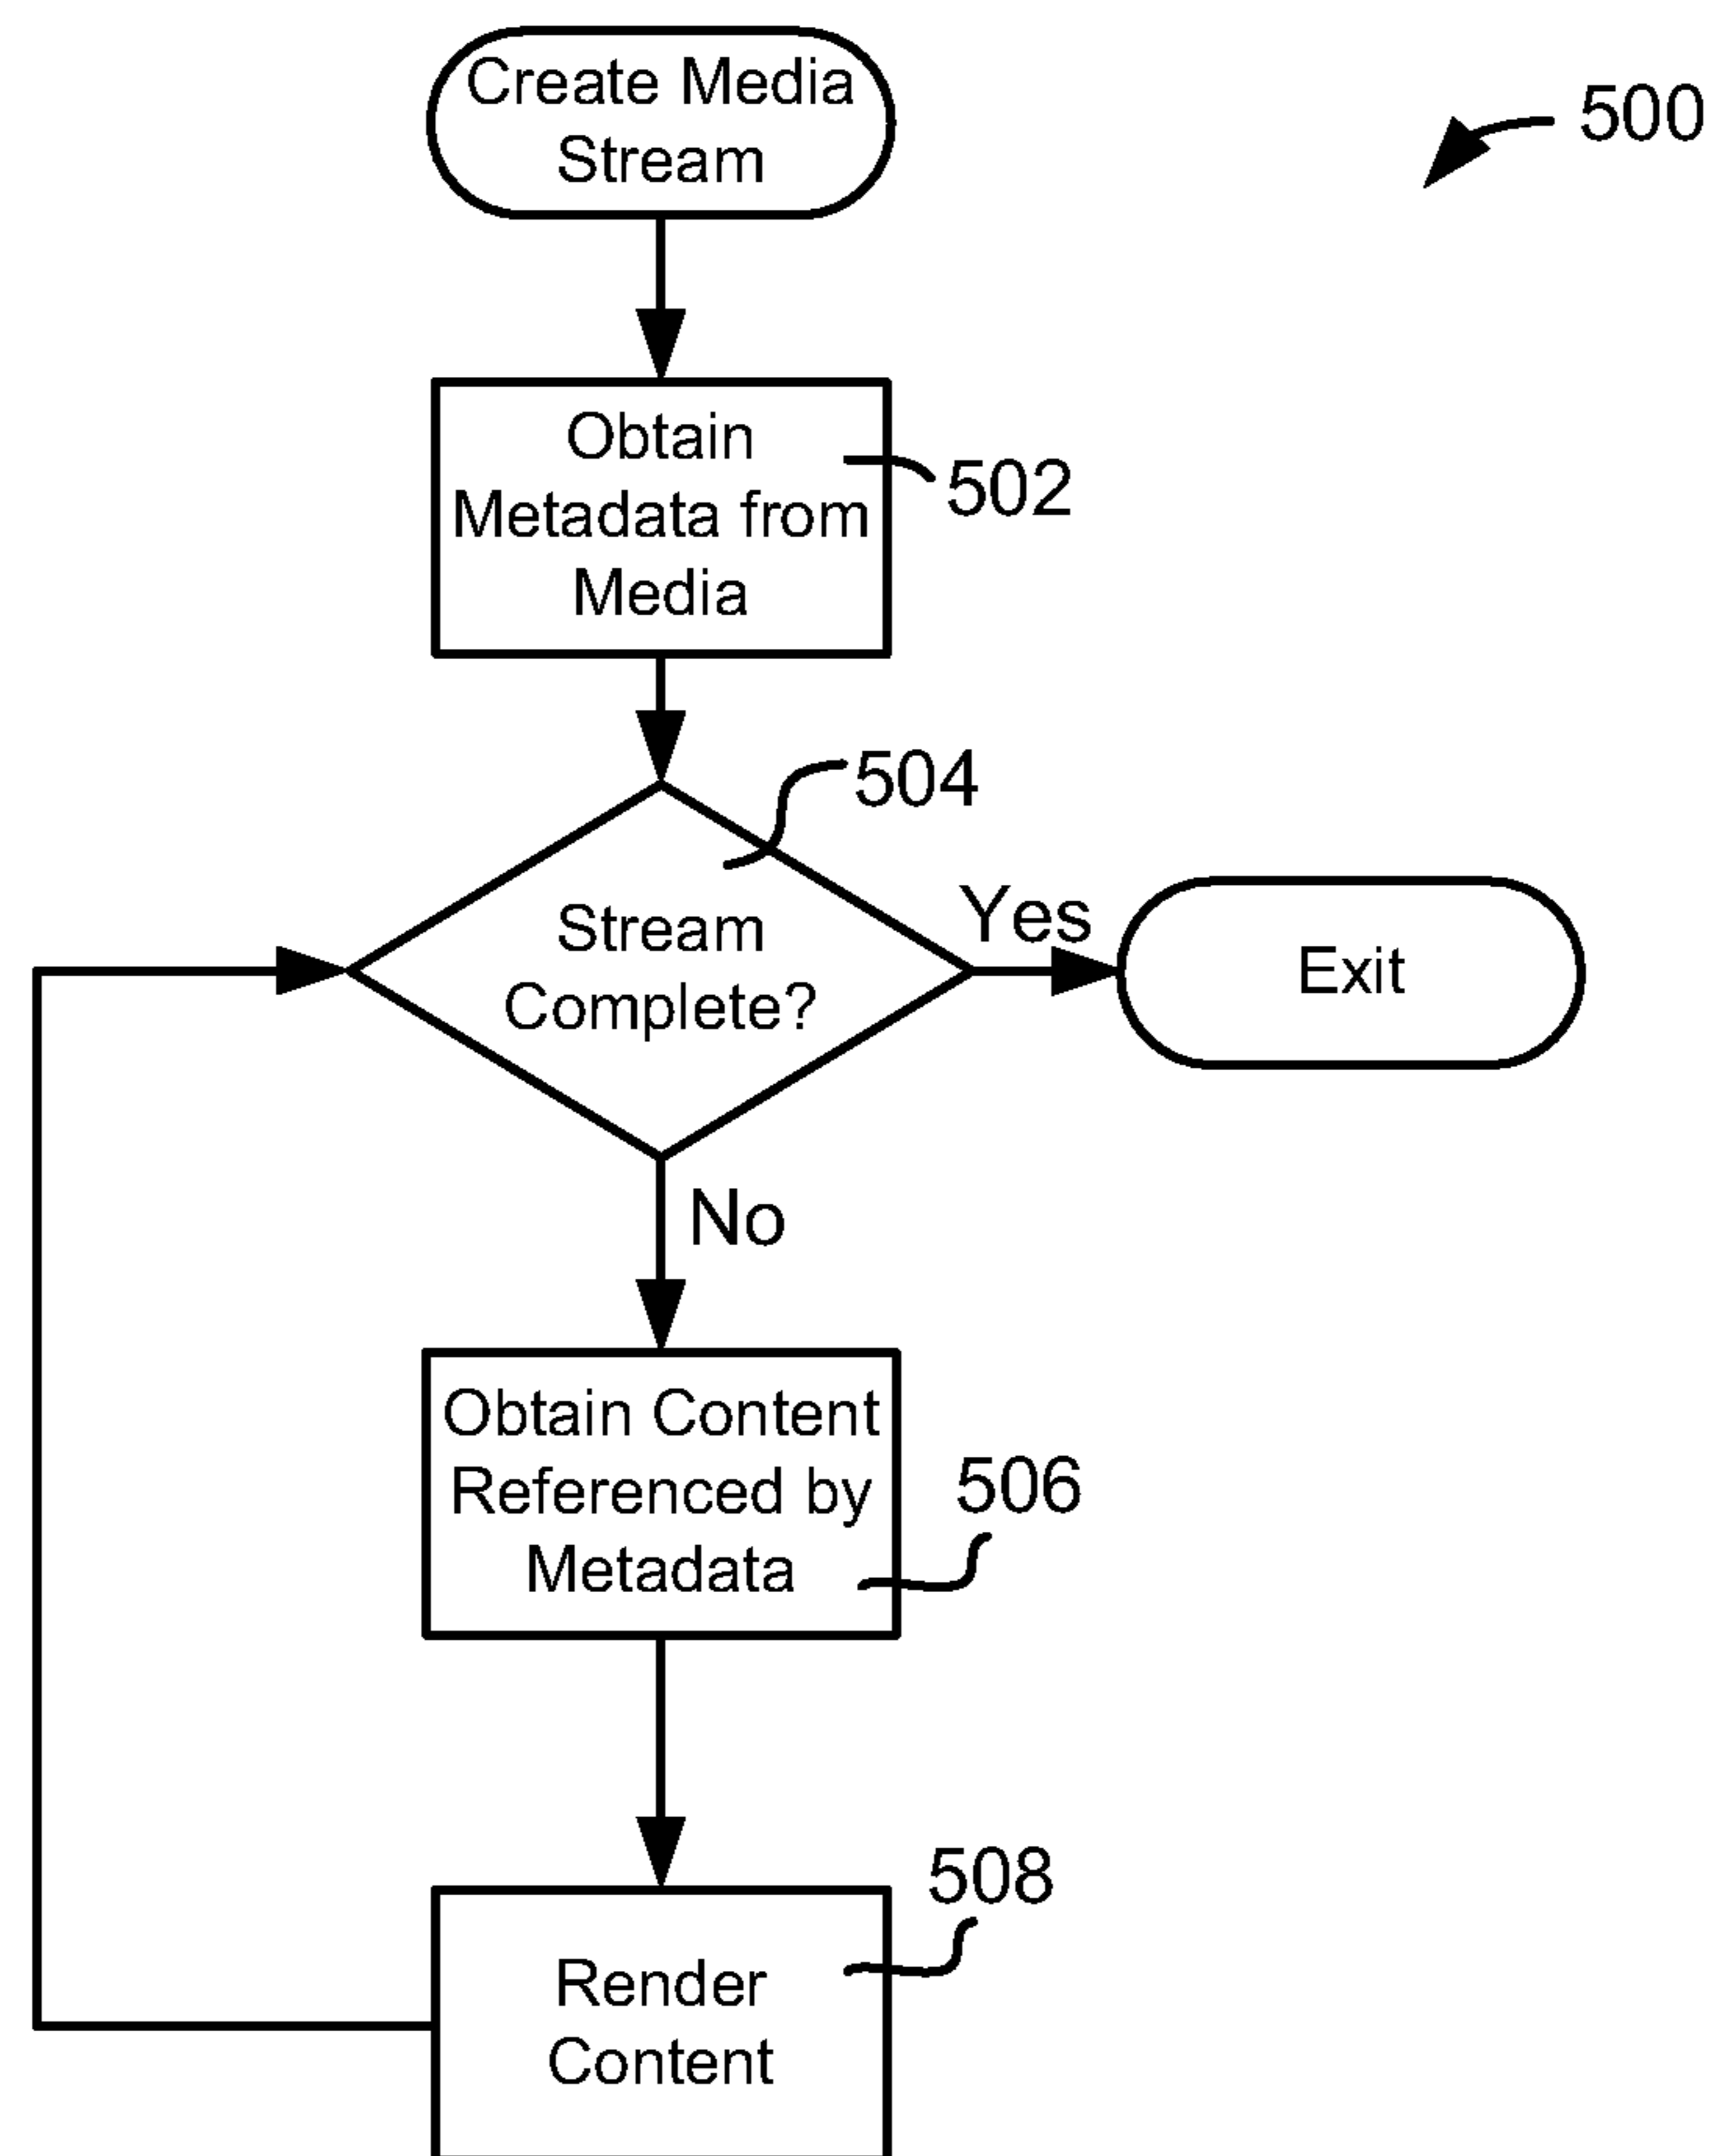 Create Media
Stream
500
Obtain
Metadata from
Media
502
504
Stream
Complete?
Yes
Exit
No
Obtain Content
Referenced by
Metadata
506
508
Render
Content